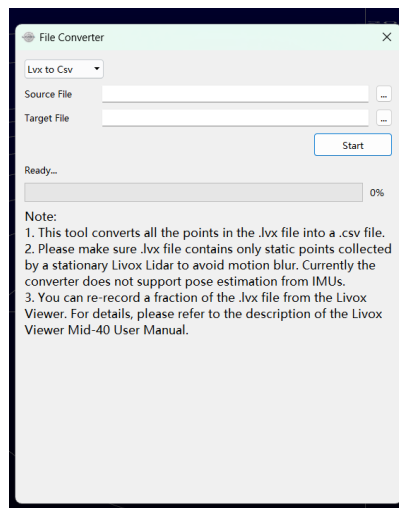 File Converter
Lvx to Csv
Source File
...
Target File
...
Start
Ready...
0%
Note:
1. This tool converts all the points in the .lvx file into a .csv file.
2. Please make sure .lvx file contains only static points collected
by a stationary Livox Lidar to avoid motion blur. Currently the
converter does not support pose estimation from IMUs.
3. You can re-record a fraction of the .lvx file from the Livox
Viewer. For details, please refer to the description of the Livox
Viewer Mid-40 User Manual.